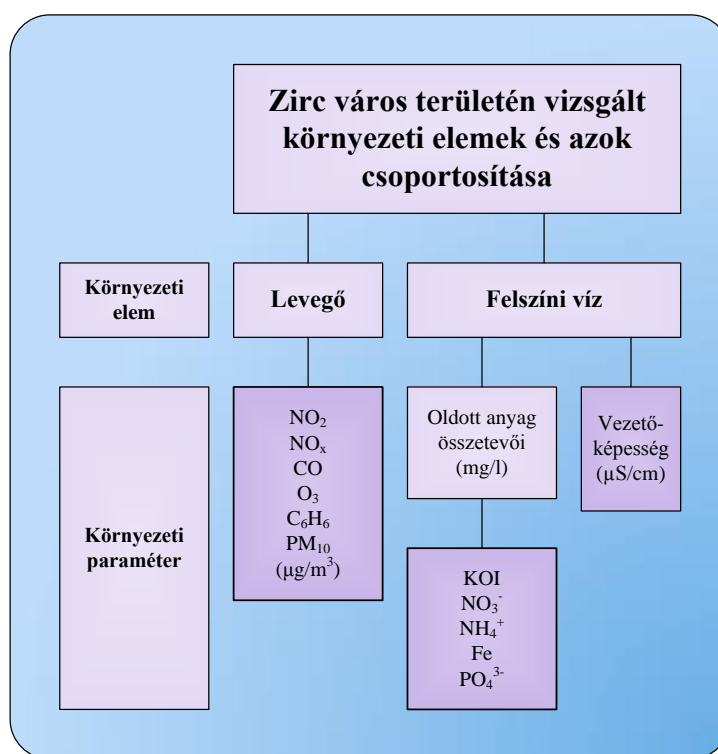 Zirc város területén vizsgált
környezeti elemek és azok
csoportosítása
Környezeti
elem
Levegő
Felszíni víz
Környezeti
paraméter
NO₂
NOₓ
CO
O₃
C₆H₆
PM₁₀
(µg/m³)
Oldott anyag
összetevői
(mg/l)
Vezető-
képesség
(µS/cm)
KOI
NO₃⁻
NH₄⁺
Fe
PO₄³⁻